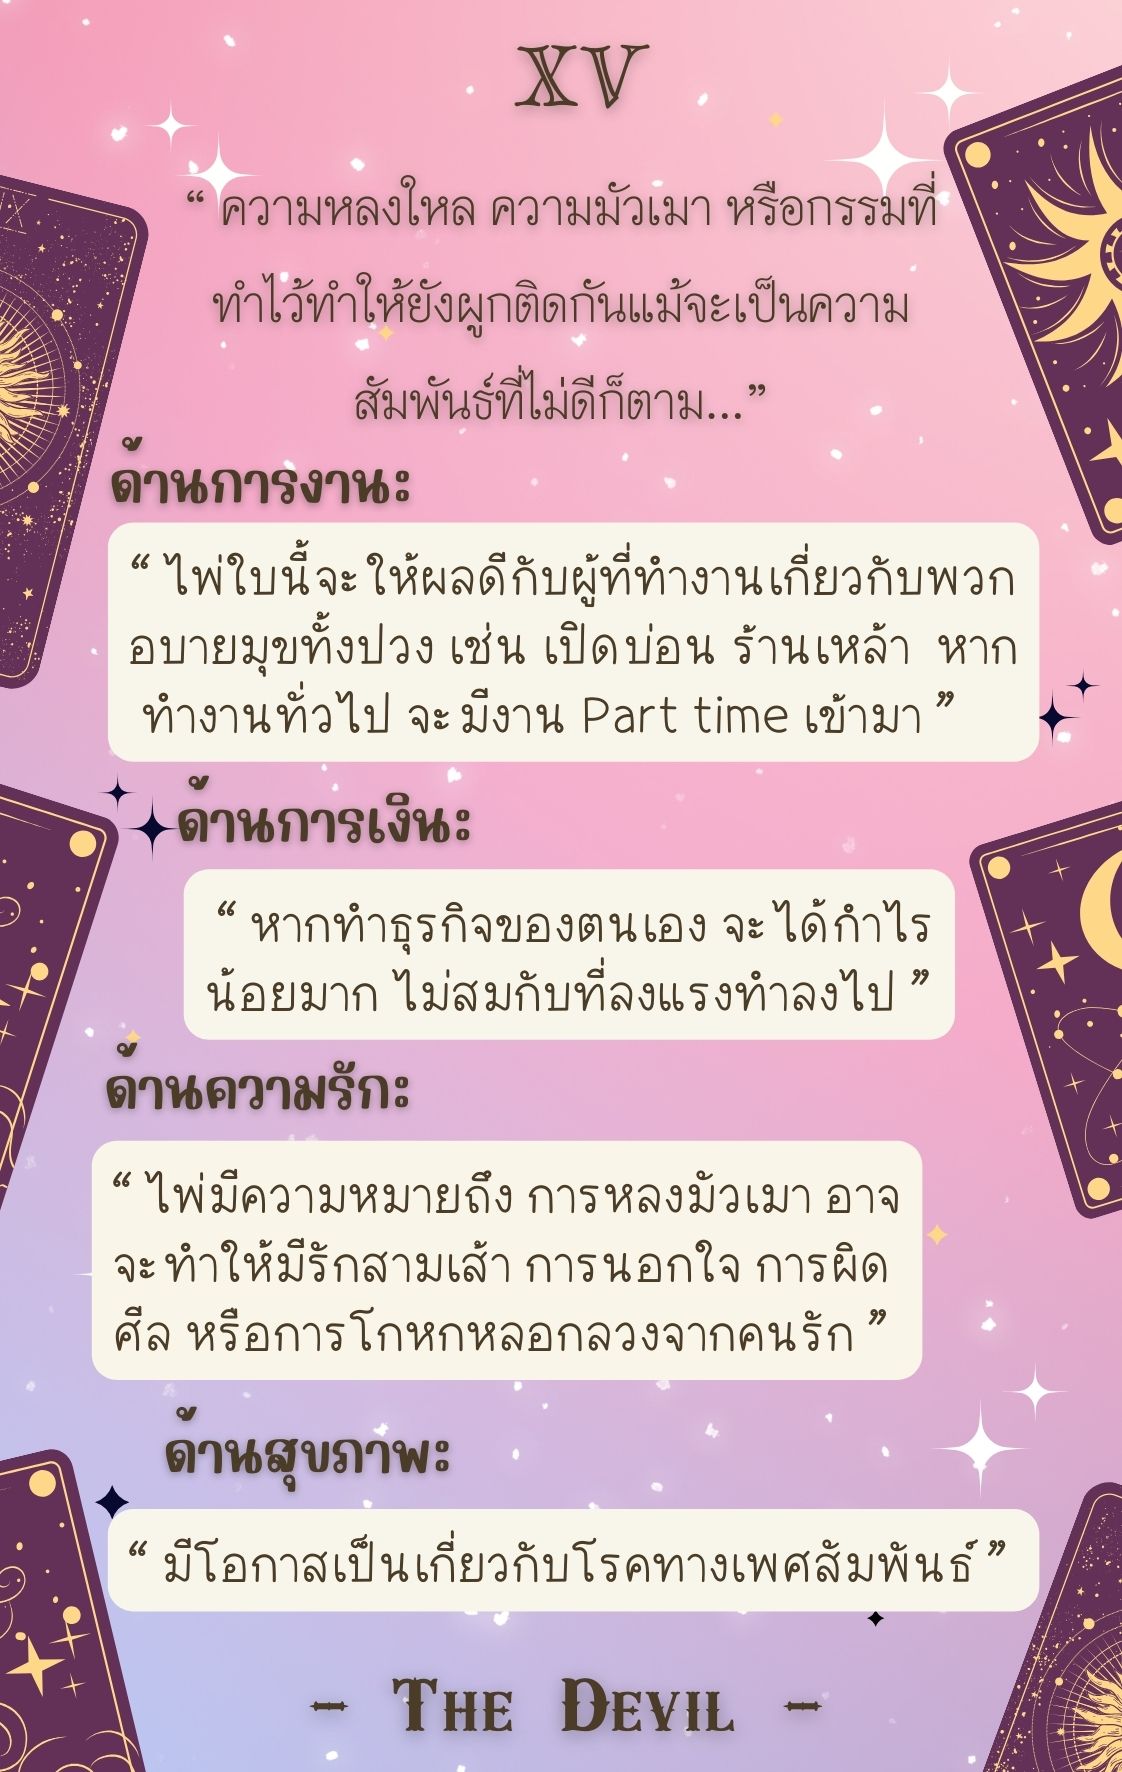 XV
“ ความหลงใหล ความมัวเมา หรือกรรมที่
ทำไว้ทำให้ยังผูกติดกันแม้จะเป็นความ
สัมพันธ์ที่ไม่ดีก็ตาม...”
ด้านการงาน:
“ ไพ่ใบนี้จะให้ผลดีกับผู้ที่ทำงานเกี่ยวกับพวก
อบายมุขทั้งปวง เช่น เปิดบ่อน ร้านเหล้า หาก
ทำงานทั่วไป จะมีงาน Part time เข้ามา ”
ด้านการเงิน:
“ หากทำธุรกิจของตนเอง จะได้กำไร
น้อยมาก ไม่สมกับที่ลงแรงทำลงไป ”
ด้านความรัก:
“ ไพ่มีความหมายถึง การหลงมัวเมา อาจ
จะทำให้มีรักสามเส้า การนอกใจ การผิด
ศีล หรือการโกหกหลอกลวงจากคนรัก ”
ด้านสุขภาพ:
“ มีโอกาสเป็นเกี่ยวกับโรคทางเพศสัมพันธ์ ”
- The Devil -